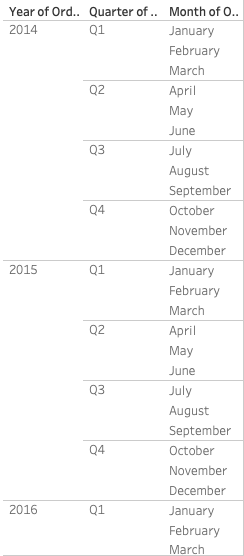 Year of Ord.. Quarter of .. Month of O..
2014 Q1 January
February
March
Q2 April
May
June
Q3 July
August
September
Q4 October
November
December
2015 Q1 January
February
March
Q2 April
May
June
Q3 July
August
September
Q4 October
November
December
2016 Q1 January
February
March